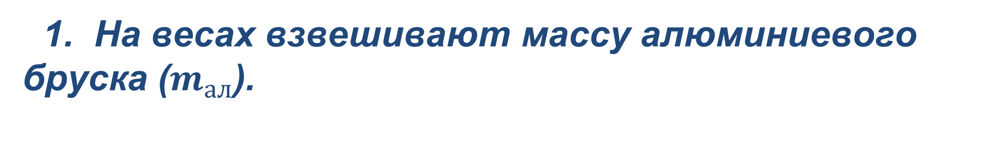 1. На весах взвешивают массу алюминиевого
бруска (mал).